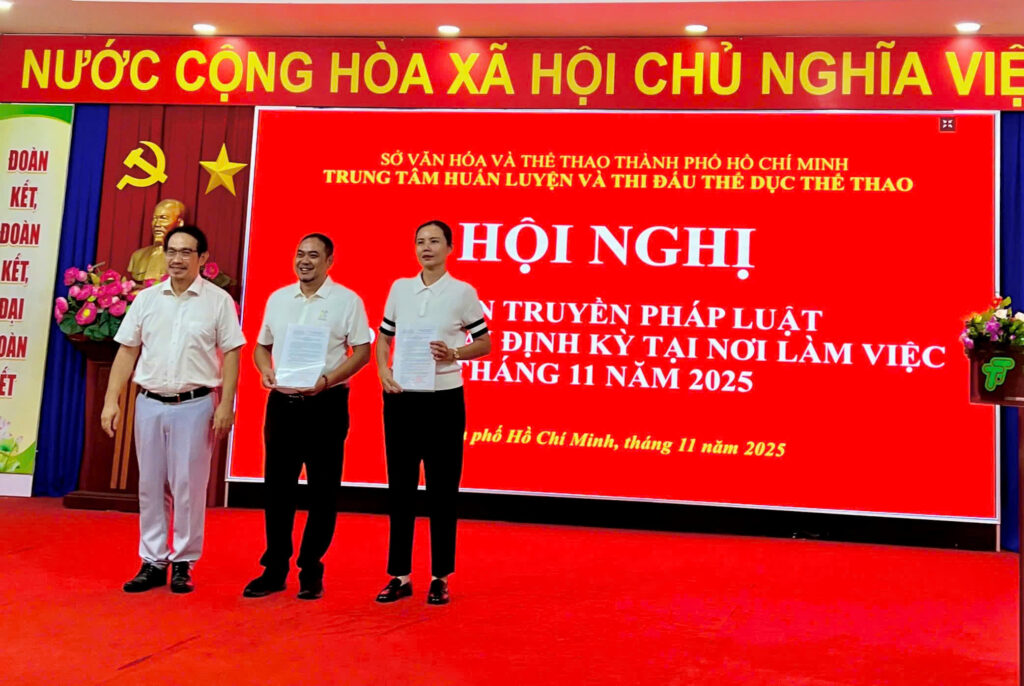 NƯỚC CỘNG HÒA XÃ HỘI CHỦ NGHĨA VIỆ
ĐOÀN
KẾT,
ĐOÀN
KẾT,
ĐẠI
ĐOÀN
KẾT
SỞ VĂN HÓA VÀ THỂ THAO THÀNH PHỐ HỒ CHÍ MINH
TRUNG TÂM HUẤN LUYỆN VÀ THI ĐẤU THỂ DỤC THỂ THAO
HỘI NGHỊ
N TRUYỀN PHÁP LUẬT
ĐỊNH KỲ TẠI NƠI LÀM VIỆC
THÁNG 11 NĂM 2025
phố Hồ Chí Minh, tháng 11 năm 2025